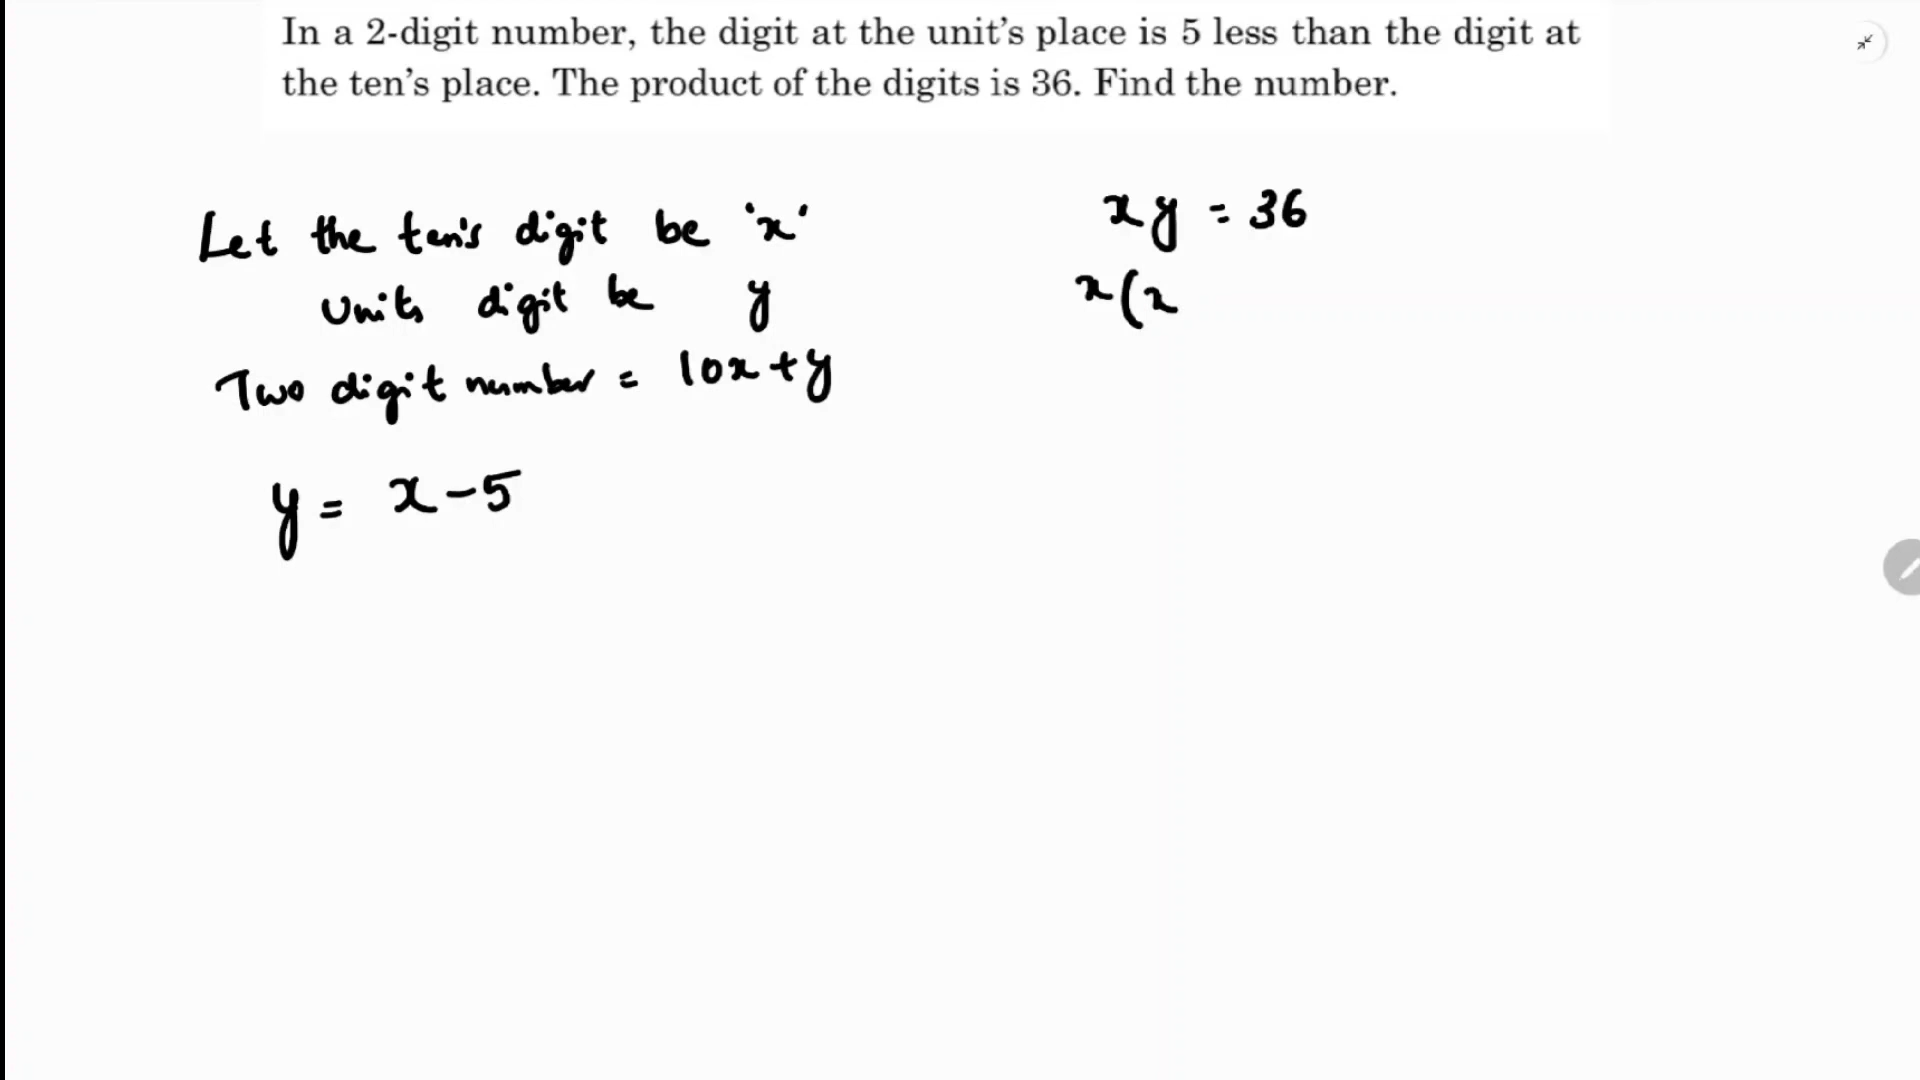 In a 2-digit number, the digit at the unit’s place is 5 less than the digit at
the ten’s place. The product of the digits is 36. Find the number.
Let the ten's digit be 'x'
units digit be y
Two digit number = 10x+y
y = x-5
xy = 36
x(x